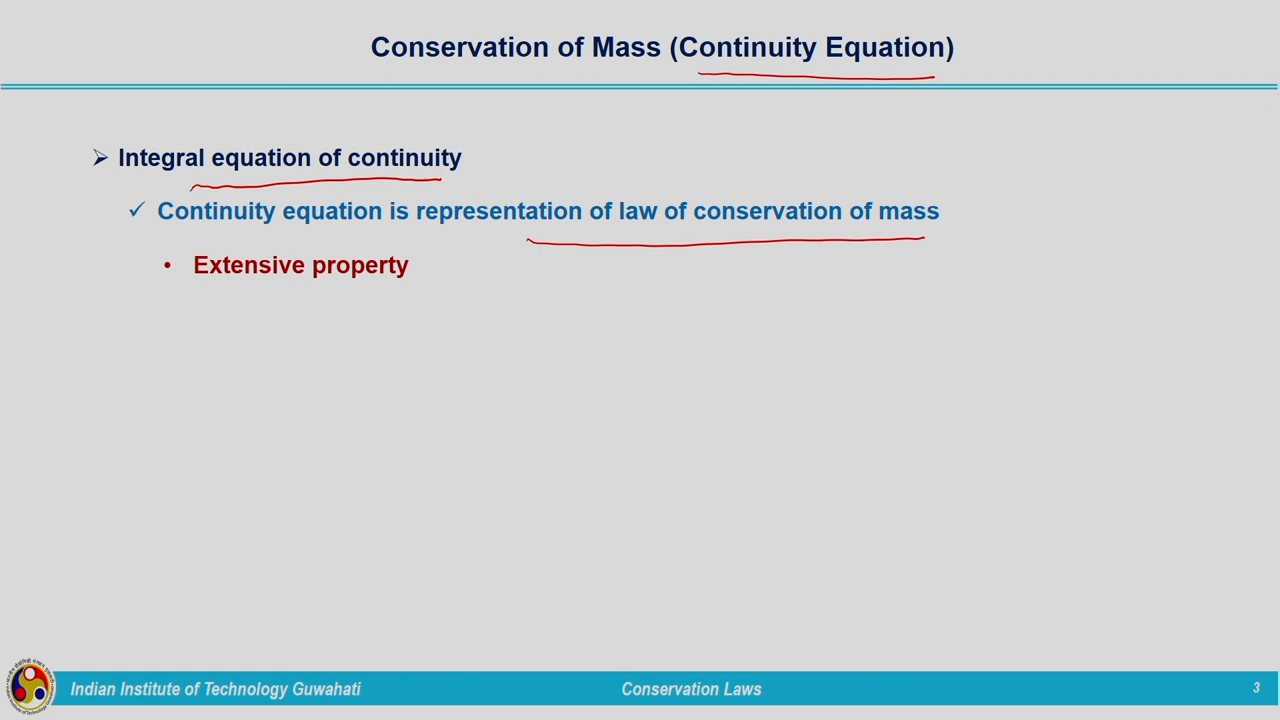 Conservation of Mass (Continuity Equation)
➢ Integral equation of continuity
✓ Continuity equation is representation of law of conservation of mass
• Extensive property
Indian Institute of Technology Guwahati
Conservation Laws
3